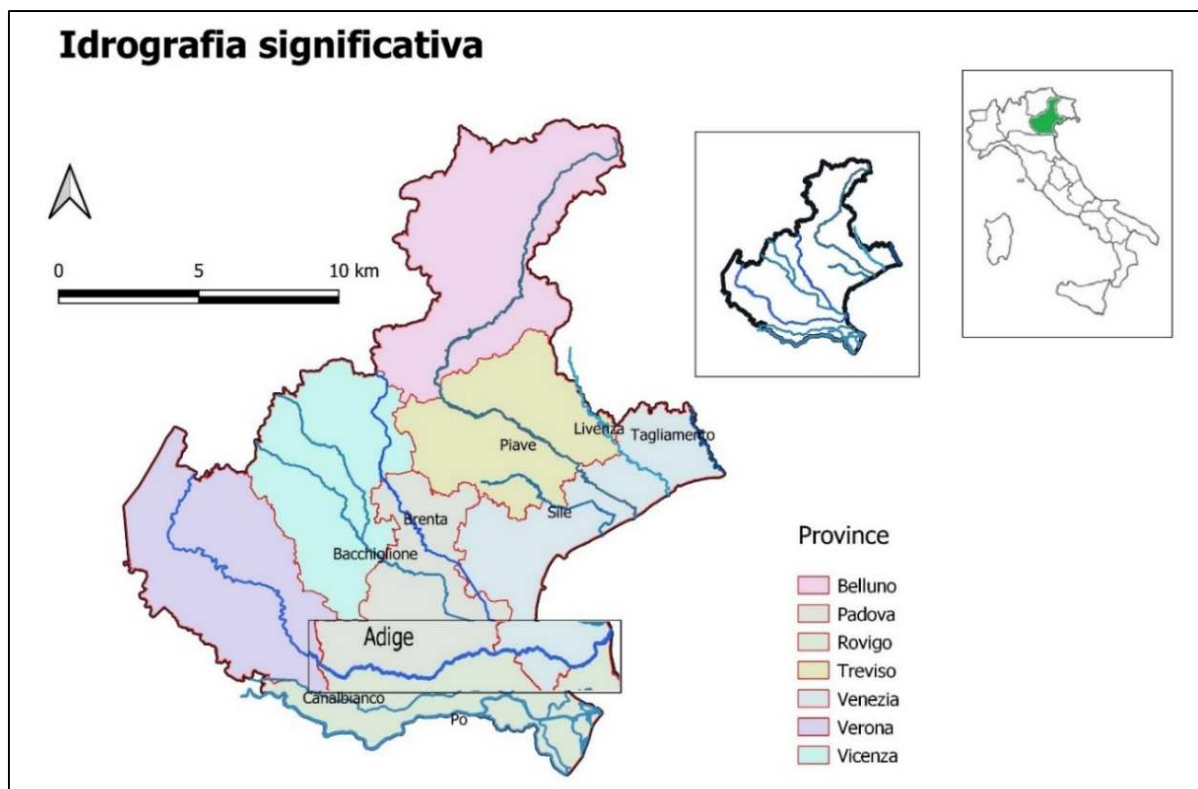 Idrografia significativa
0 5 10 km
Livenza
Tagliamento
Piave
Sile
Brenta
Bacchiglione
Adige
Canalbianco
Po
Province
Belluno
Padova
Rovigo
Treviso
Venezia
Verona
Vicenza